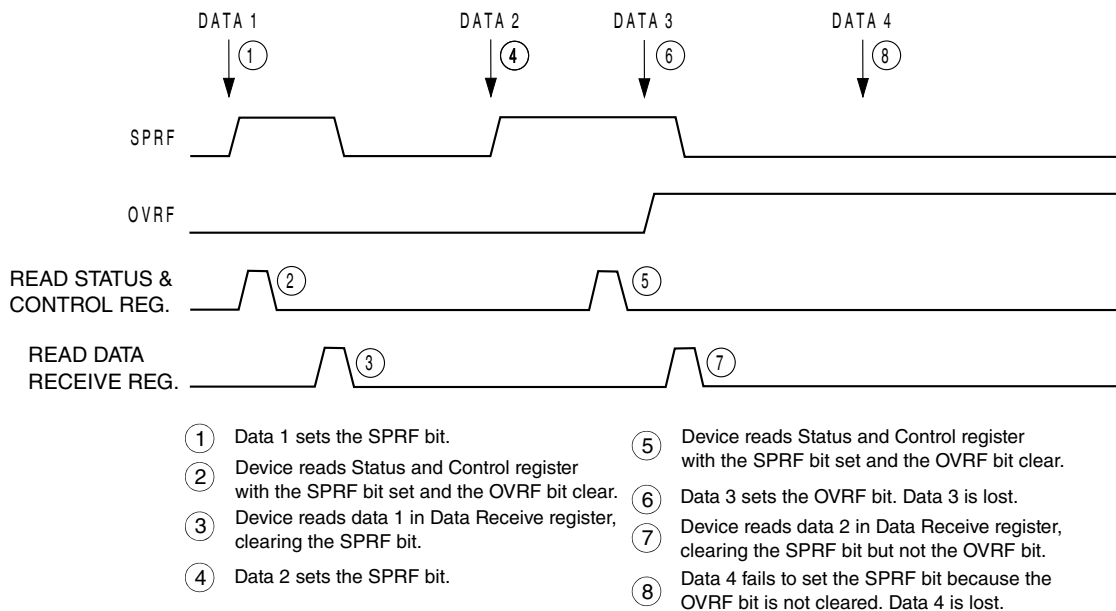 DATA 1
DATA 2
DATA 3
DATA 4
1
4
6
8
SPRF
OVRF
READ STATUS &
CONTROL REG.
2
5
READ DATA
RECEIVE REG.
3
7
1 Data 1 sets the SPRF bit.
2 Device reads Status and Control register
with the SPRF bit set and the OVRF bit clear.
3 Device reads data 1 in Data Receive register,
clearing the SPRF bit.
4 Data 2 sets the SPRF bit.
5 Device reads Status and Control register
with the SPRF bit set and the OVRF bit clear.
6 Data 3 sets the OVRF bit. Data 3 is lost.
7 Device reads data 2 in Data Receive register,
clearing the SPRF bit but not the OVRF bit.
8 Data 4 fails to set the SPRF bit because the
OVRF bit is not cleared. Data 4 is lost.